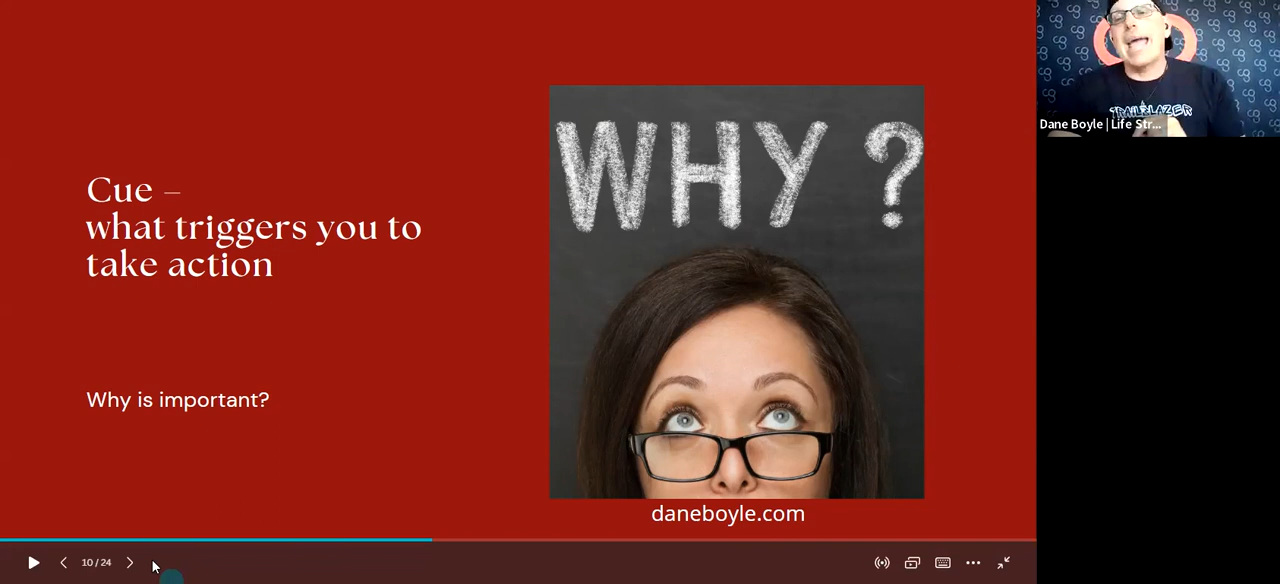 Cue –
what triggers you to
take action
Why is important?
WHY ?
daneboyle.com
10 / 24
TRAILBLAZER
Dane Boyle | Life Str...